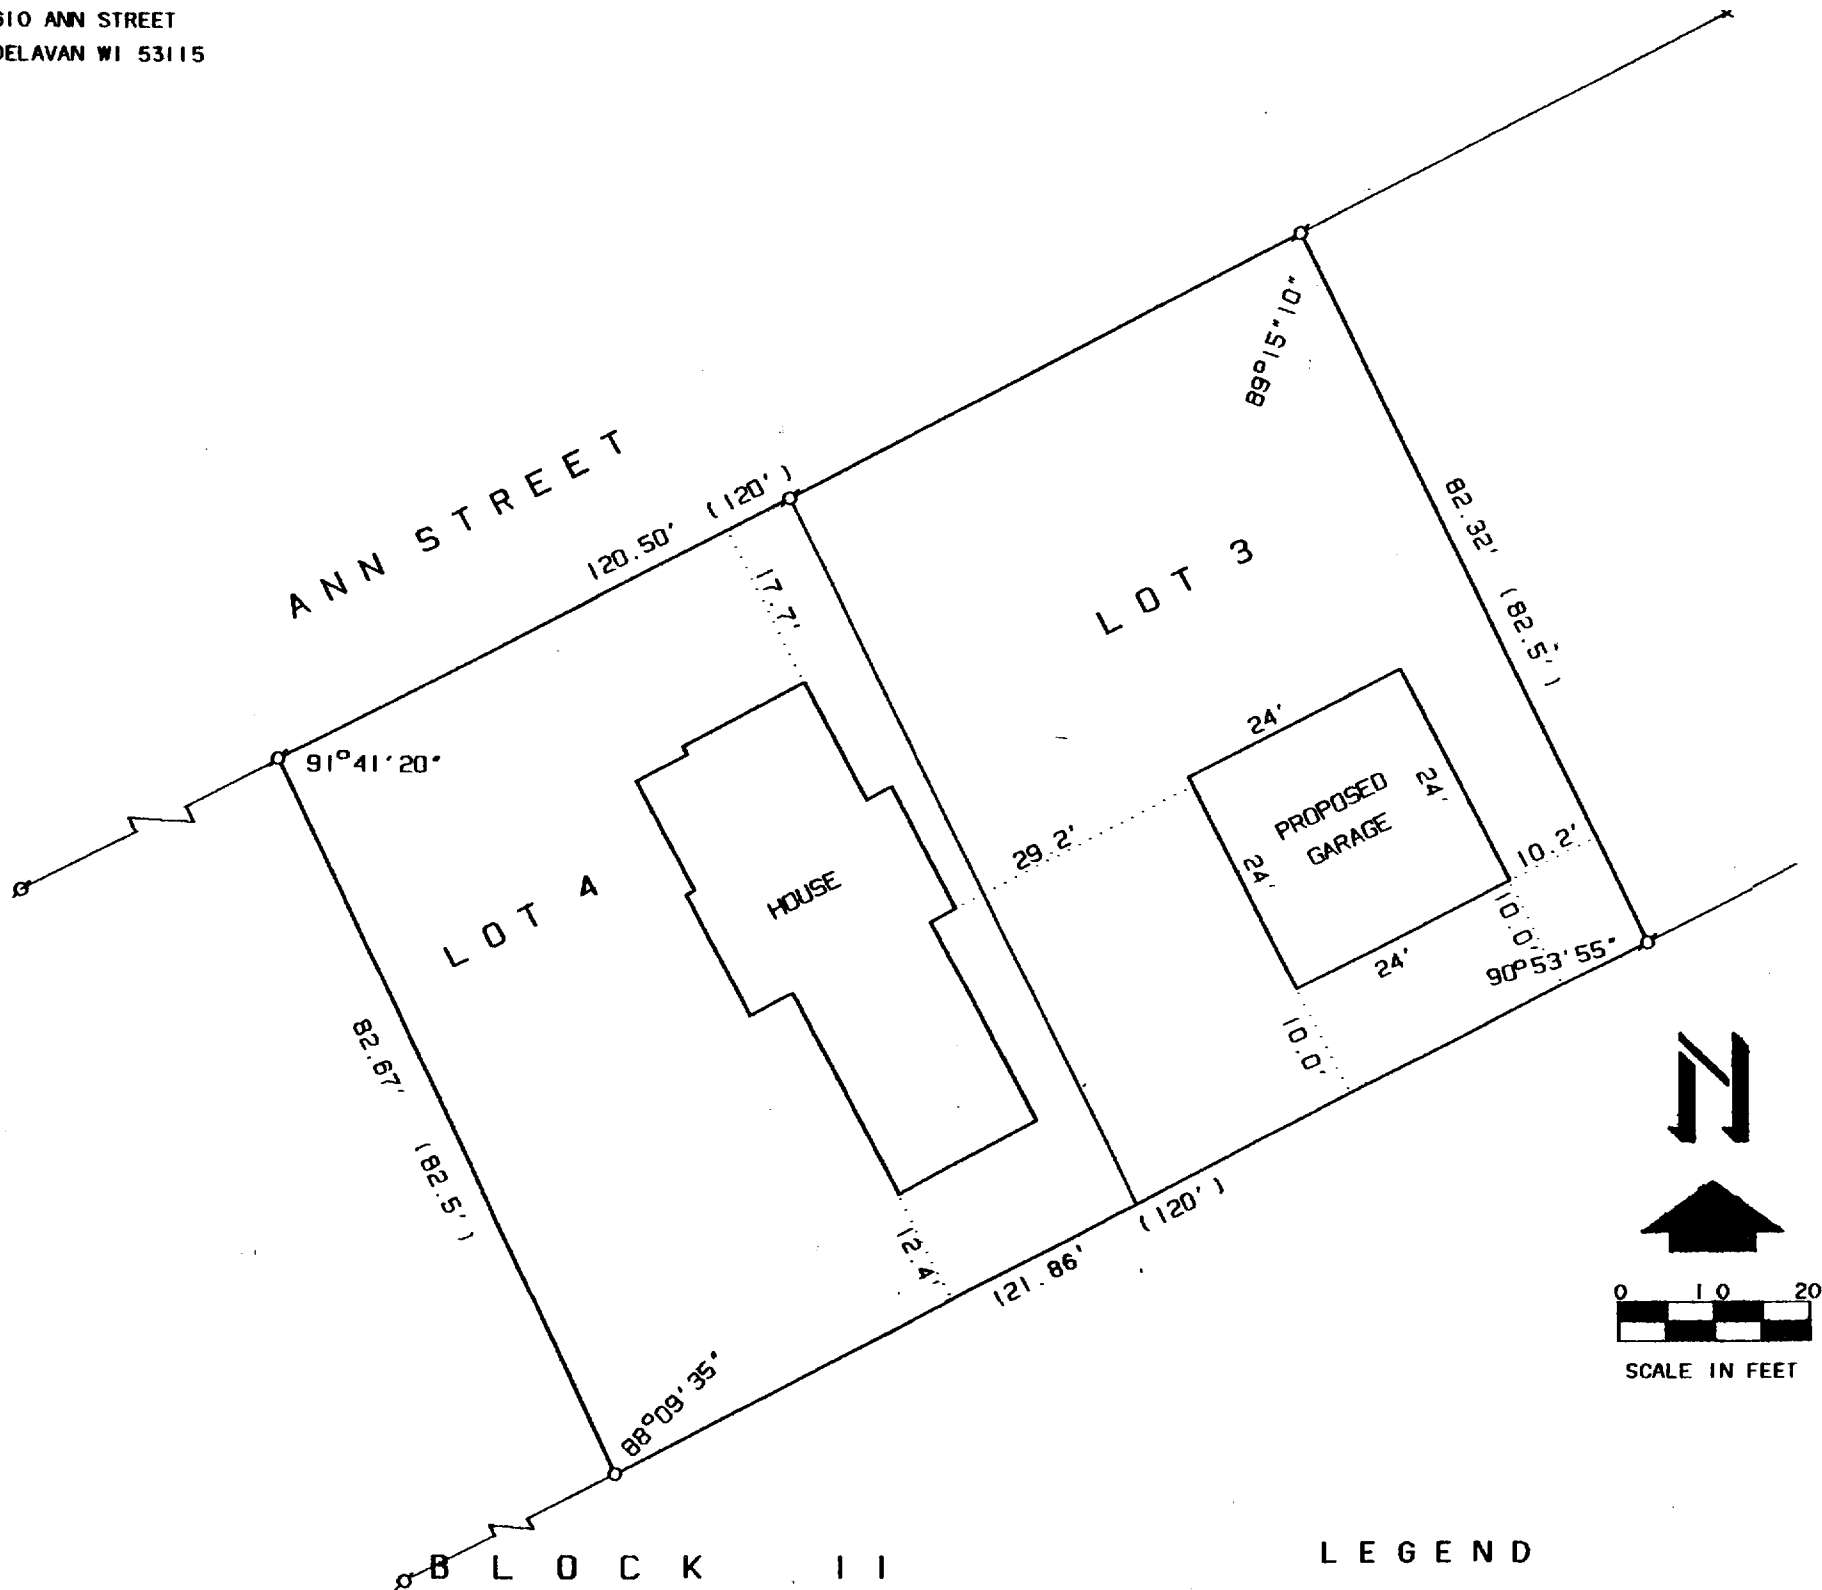 610 ANN STREET
DELAVAN WI 53115
89°15"10"
ANN STREET
120.50' (120')
17.7'
LOT 3
82.32' (82.5')
91°41'20"
24'
PROPOSED
GARAGE
24'
24'
24'
29.2'
10.2'
10.0'
10.0'
90°53'55"
LOT 4
HOUSE
82.67' (82.5')
12.4'
121.86' (120')
88°09'35"
N
0 10 20
SCALE IN FEET
BLOCK 11
LEGEND